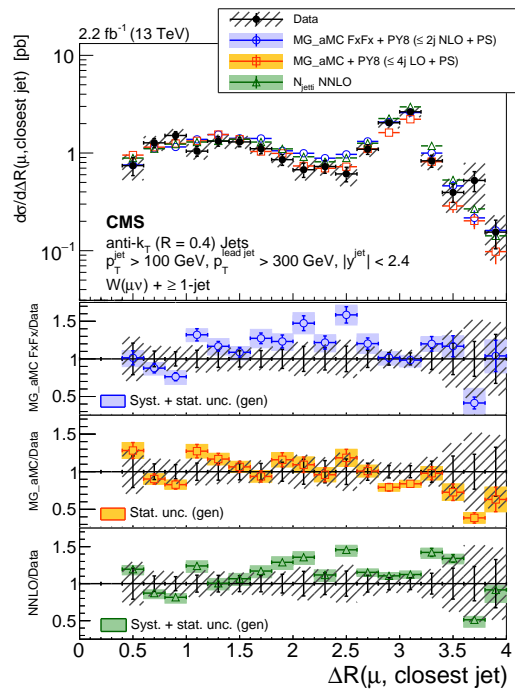 2.2 fb⁻¹ (13 TeV)
Data
MG_aMC FxFx + PY8 (≤ 2j NLO + PS)
MG_aMC + PY8 (≤ 4j LO + PS)
N_jetti NNLO
dσ/dΔR(μ, closest jet) [pb]
10
1
10⁻¹
CMS
anti-k_T (R = 0.4) Jets
p_T^jet > 100 GeV, p_T^lead jet > 300 GeV, |y^jet| < 2.4
W(μν) + ≥ 1-jet
MG_aMC FxFx/Data
1.5
1
0.5
Syst. + stat. unc. (gen)
MG_aMC/Data
1.5
1
0.5
Stat. unc. (gen)
NNLO/Data
1.5
1
0.5
Syst. + stat. unc. (gen)
0 0.5 1 1.5 2 2.5 3 3.5 4
ΔR(μ, closest jet)